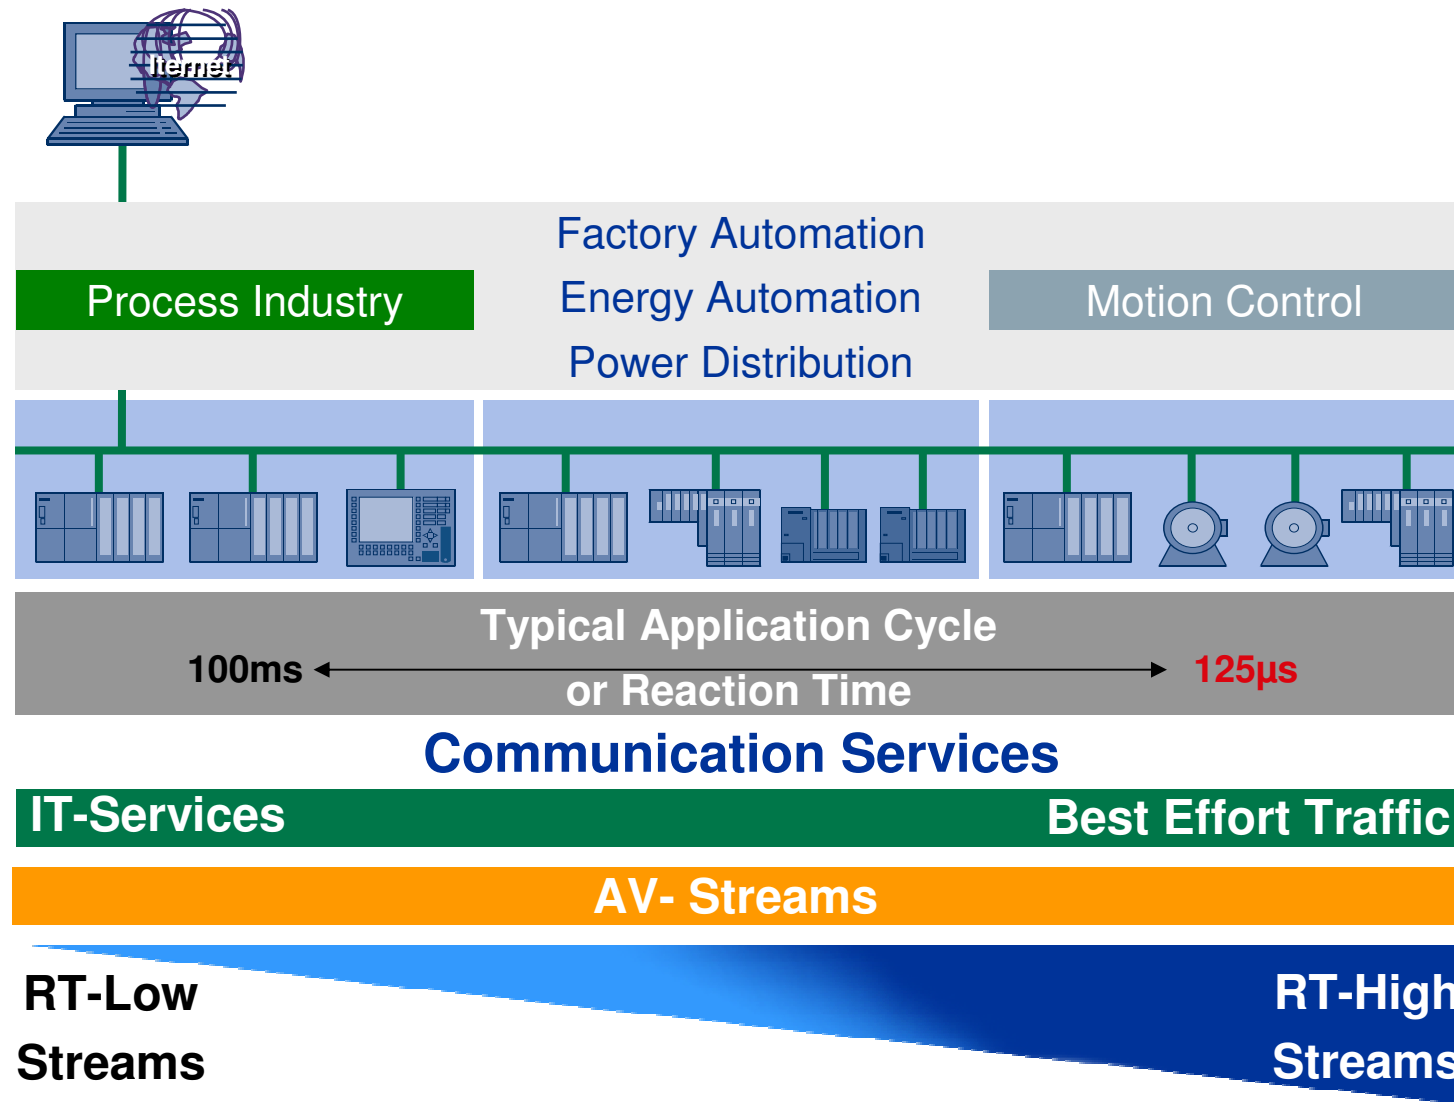 Iternet
Factory Automation
Process Industry
Energy Automation
Motion Control
Power Distribution
Typical Application Cycle
100ms
125µs
or Reaction Time
Communication Services
IT-Services
Best Effort Traffic
AV- Streams
RT-Low
Streams
RT-High
Streams